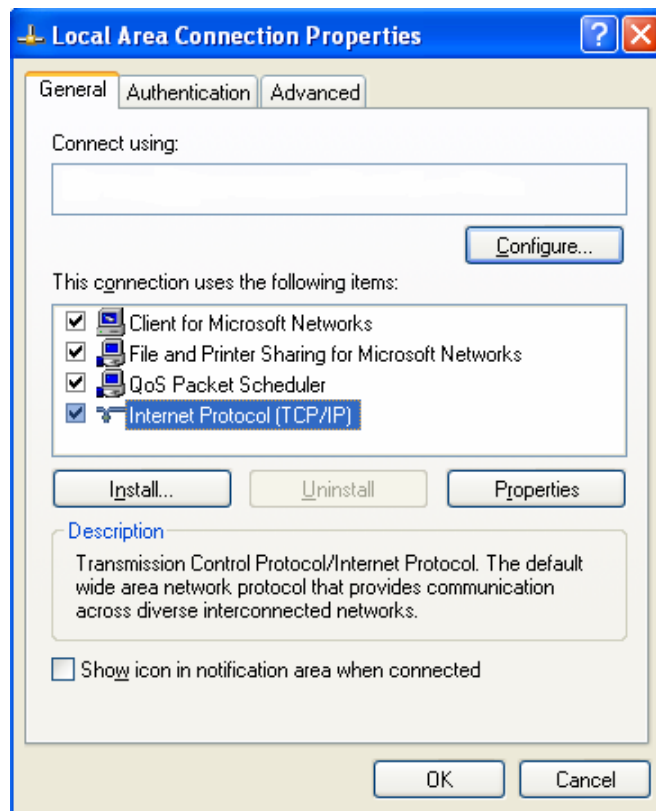 Local Area Connection Properties
General Authentication Advanced
Connect using:
Configure...
This connection uses the following items:
Client for Microsoft Networks
File and Printer Sharing for Microsoft Networks
QoS Packet Scheduler
Internet Protocol (TCP/IP)
Install... Uninstall Properties
Description
Transmission Control Protocol/Internet Protocol. The default
wide area network protocol that provides communication
across diverse interconnected networks.
Show icon in notification area when connected
OK Cancel